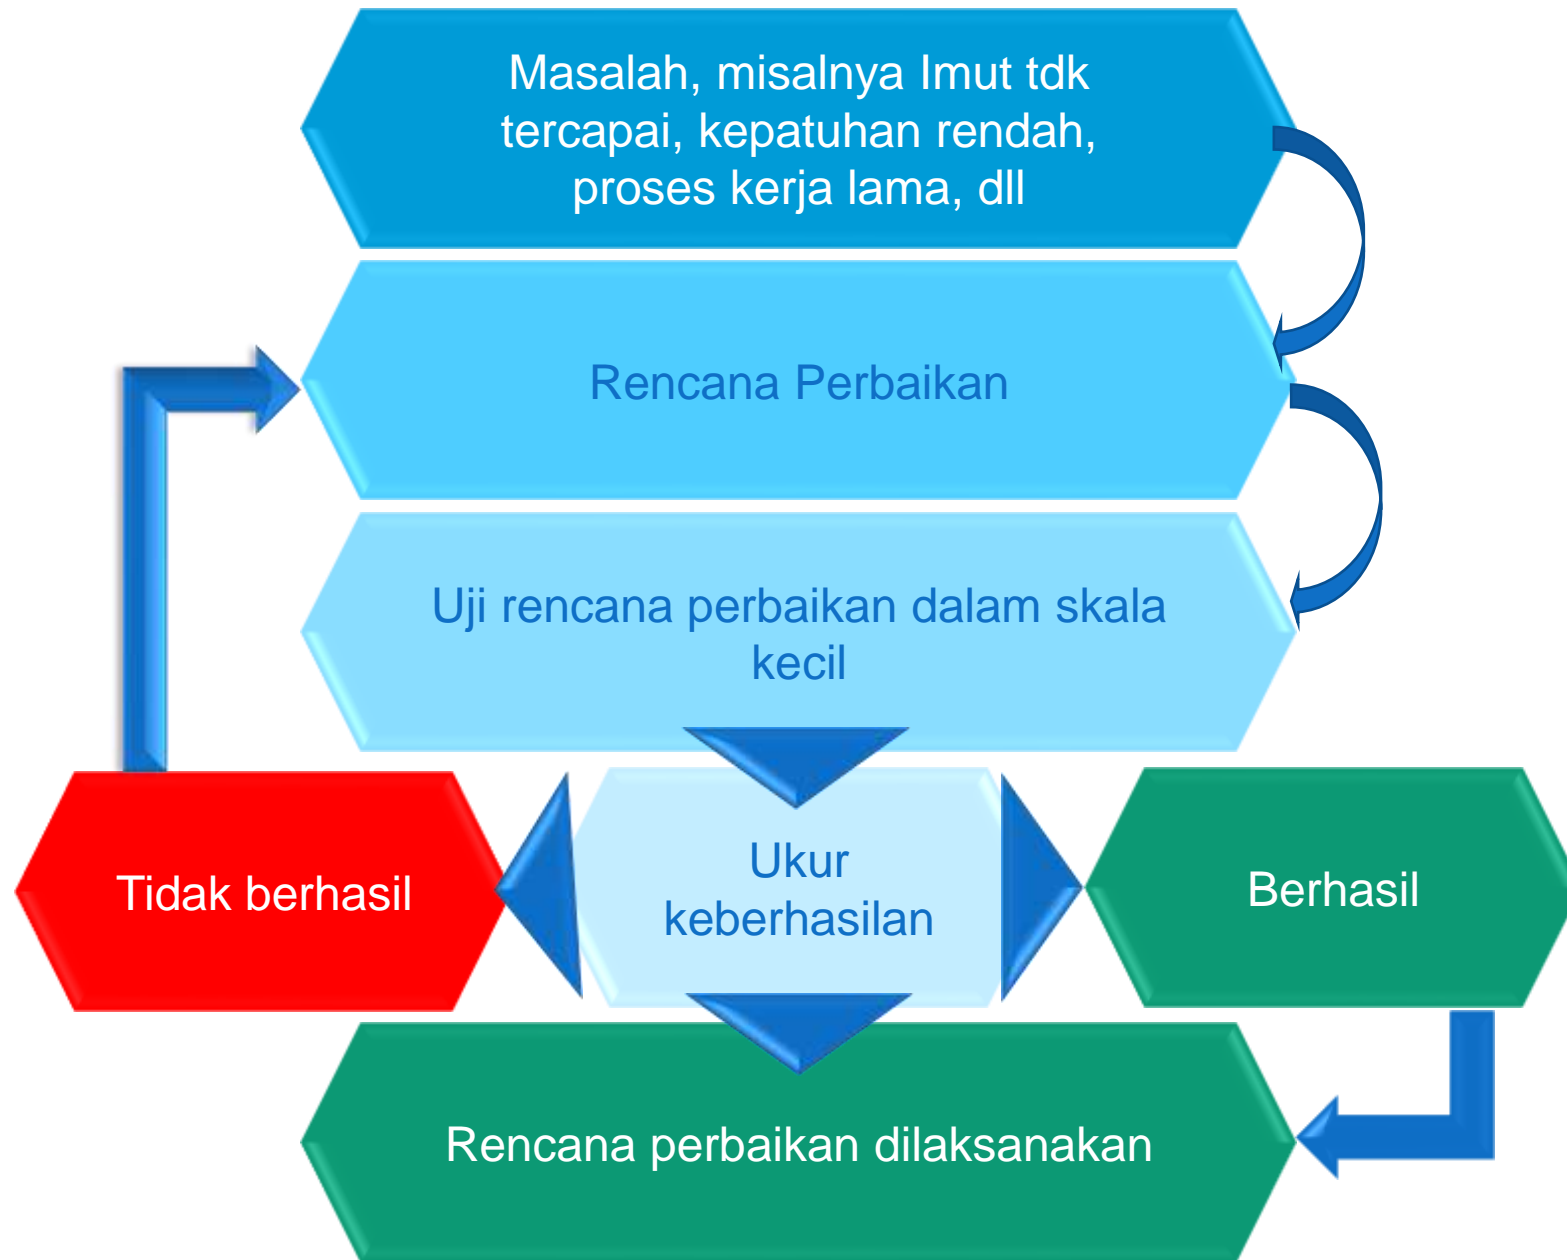 Masalah, misalnya Imut tdk
tercapai, kepatuhan rendah,
proses kerja lama, dll
Rencana Perbaikan
Uji rencana perbaikan dalam skala
kecil
Tidak berhasil
Ukur
keberhasilan
Berhasil
Rencana perbaikan dilaksanakan